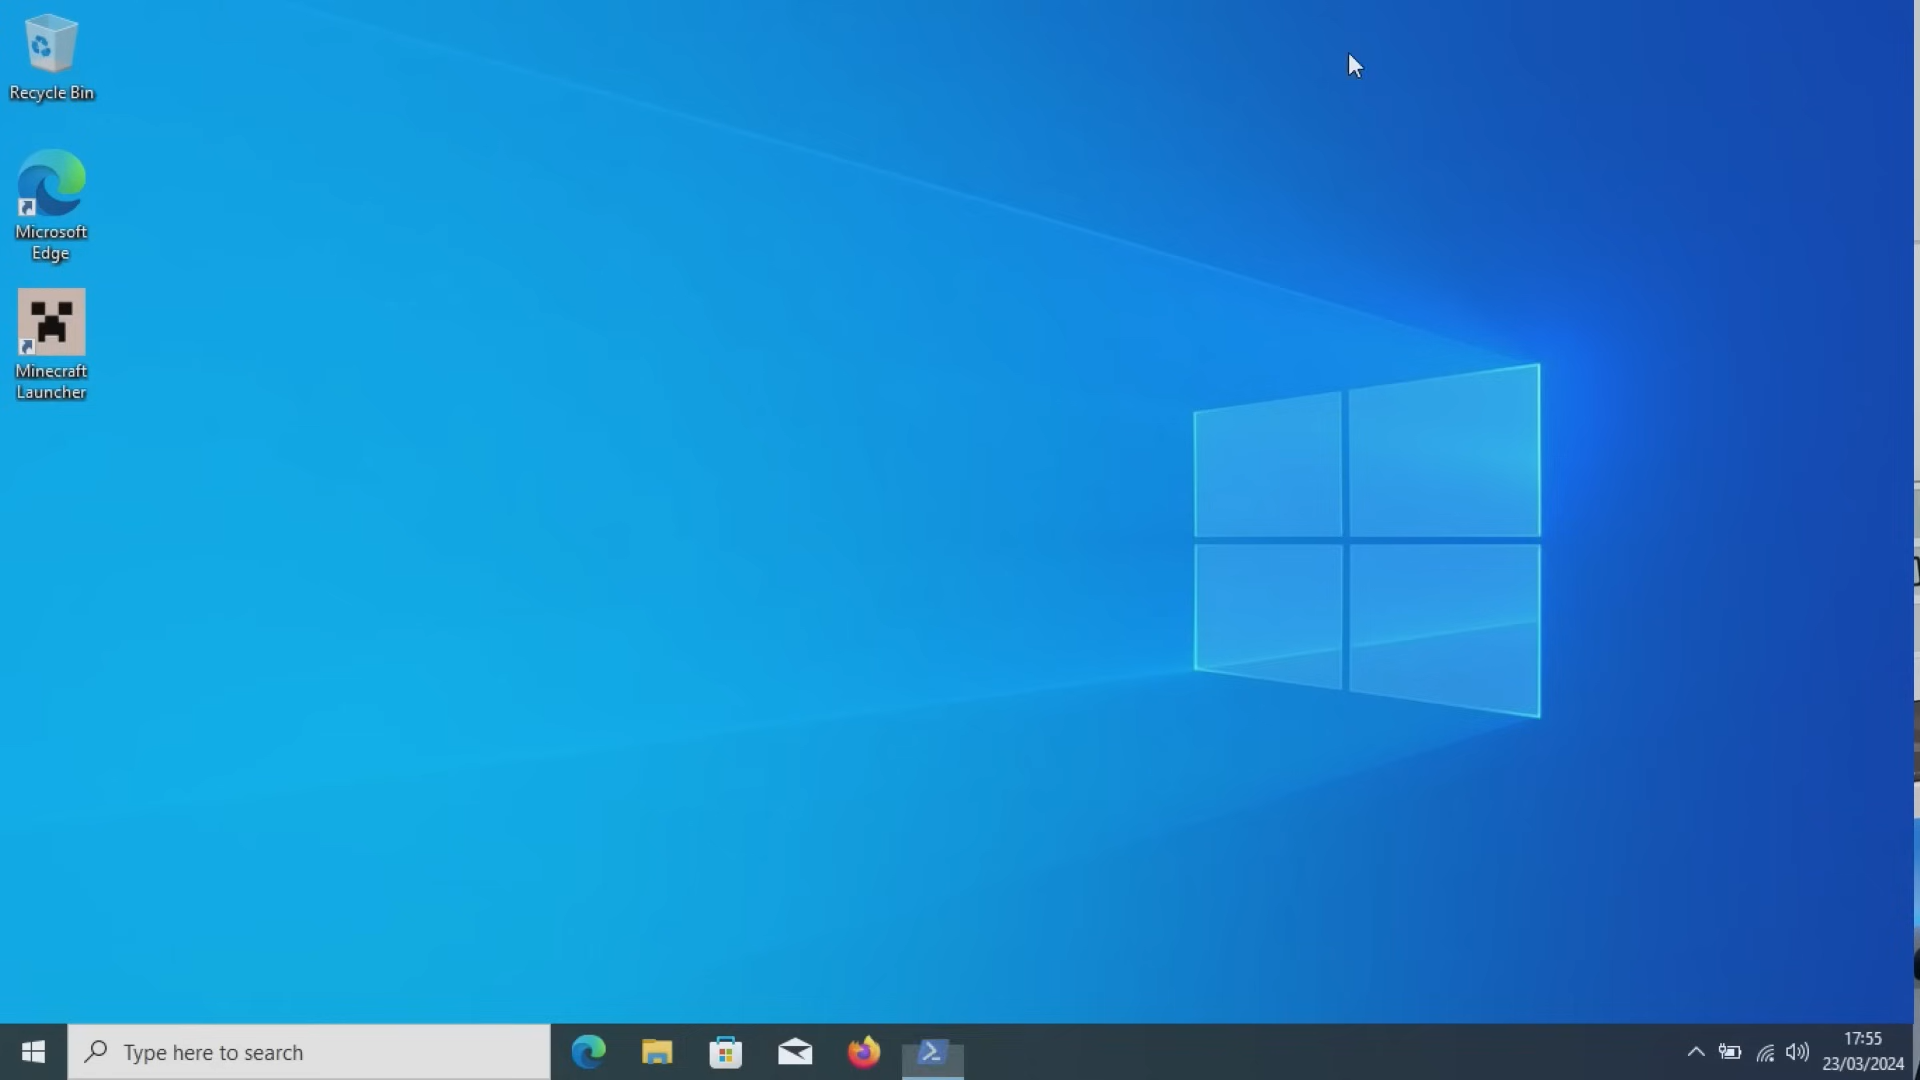 Recycle Bin
Microsoft
Edge
Minecraft
Launcher
Type here to search
17:55
23/03/2024